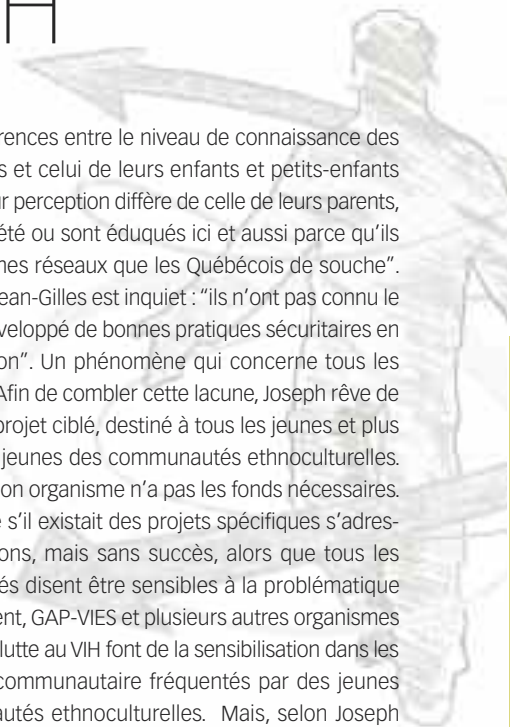 H
rences entre le niveau de connaissance des
s et celui de leurs enfants et petits-enfants
ur perception diffère de celle de leurs parents,
été ou sont éduqués ici et aussi parce qu'ils
nes réseaux que les Québécois de souche”.
ean-Gilles est inquiet : “ils n'ont pas connu le
éveloppé de bonnes pratiques sécuritaires en
on”. Un phénomène qui concerne tous les
Afin de combler cette lacune, Joseph rêve de
projet ciblé, destiné à tous les jeunes et plus
jeunes des communautés ethnoculturelles.
on organisme n'a pas les fonds nécessaires.
e s'il existait des projets spécifiques s'adres-
ons, mais sans succès, alors que tous les
és disent être sensibles à la problématique
ent, GAP-VIES et plusieurs autres organismes
lutte au VIH font de la sensibilisation dans les
communautaire fréquentés par des jeunes
autés ethnoculturelles. Mais, selon Joseph